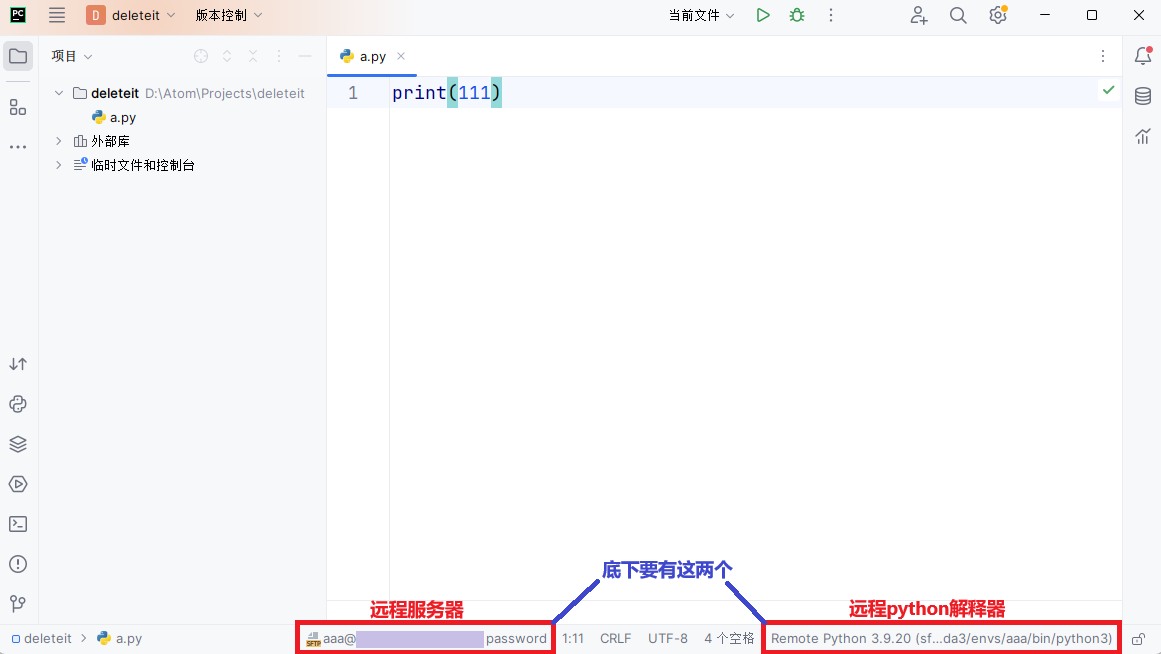 PC
D deleteit 版本控制 当前文件
项目
a.py
deleteit D:\Atom\Projects\deleteit
a.py
外部库
临时文件和控制台
1 print(111)
底下要有这两个
远程服务器
远程python解释器
deleteit a.py SFTP aaa@ password 1:11 CRLF UTF-8 4 个空格 Remote Python 3.9.20 (sf...da3/envs/aaa/bin/python3)